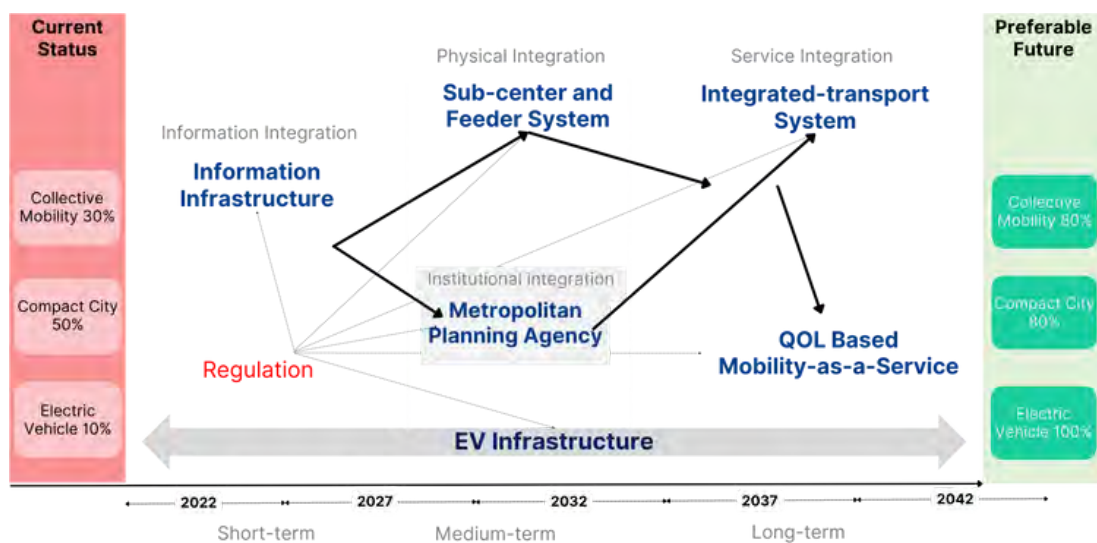 Current
Status
Collective
Mobility 30%
Compact City
50%
Electric
Vehicle 10%
Information Integration
Information
Infrastructure
Physical Integration
Sub-center and
Feeder System
Service Integration
Integrated-transport
System
Institutional integration
Metropolitan
Planning Agency
Regulation
QOL Based
Mobility-as-a-Service
EV Infrastructure
Preferable
Future
Collective
Mobility 80%
Compact City
80%
Electric
Vehicle 100%
2022
2027
2032
2037
2042
Short-term
Medium-term
Long-term